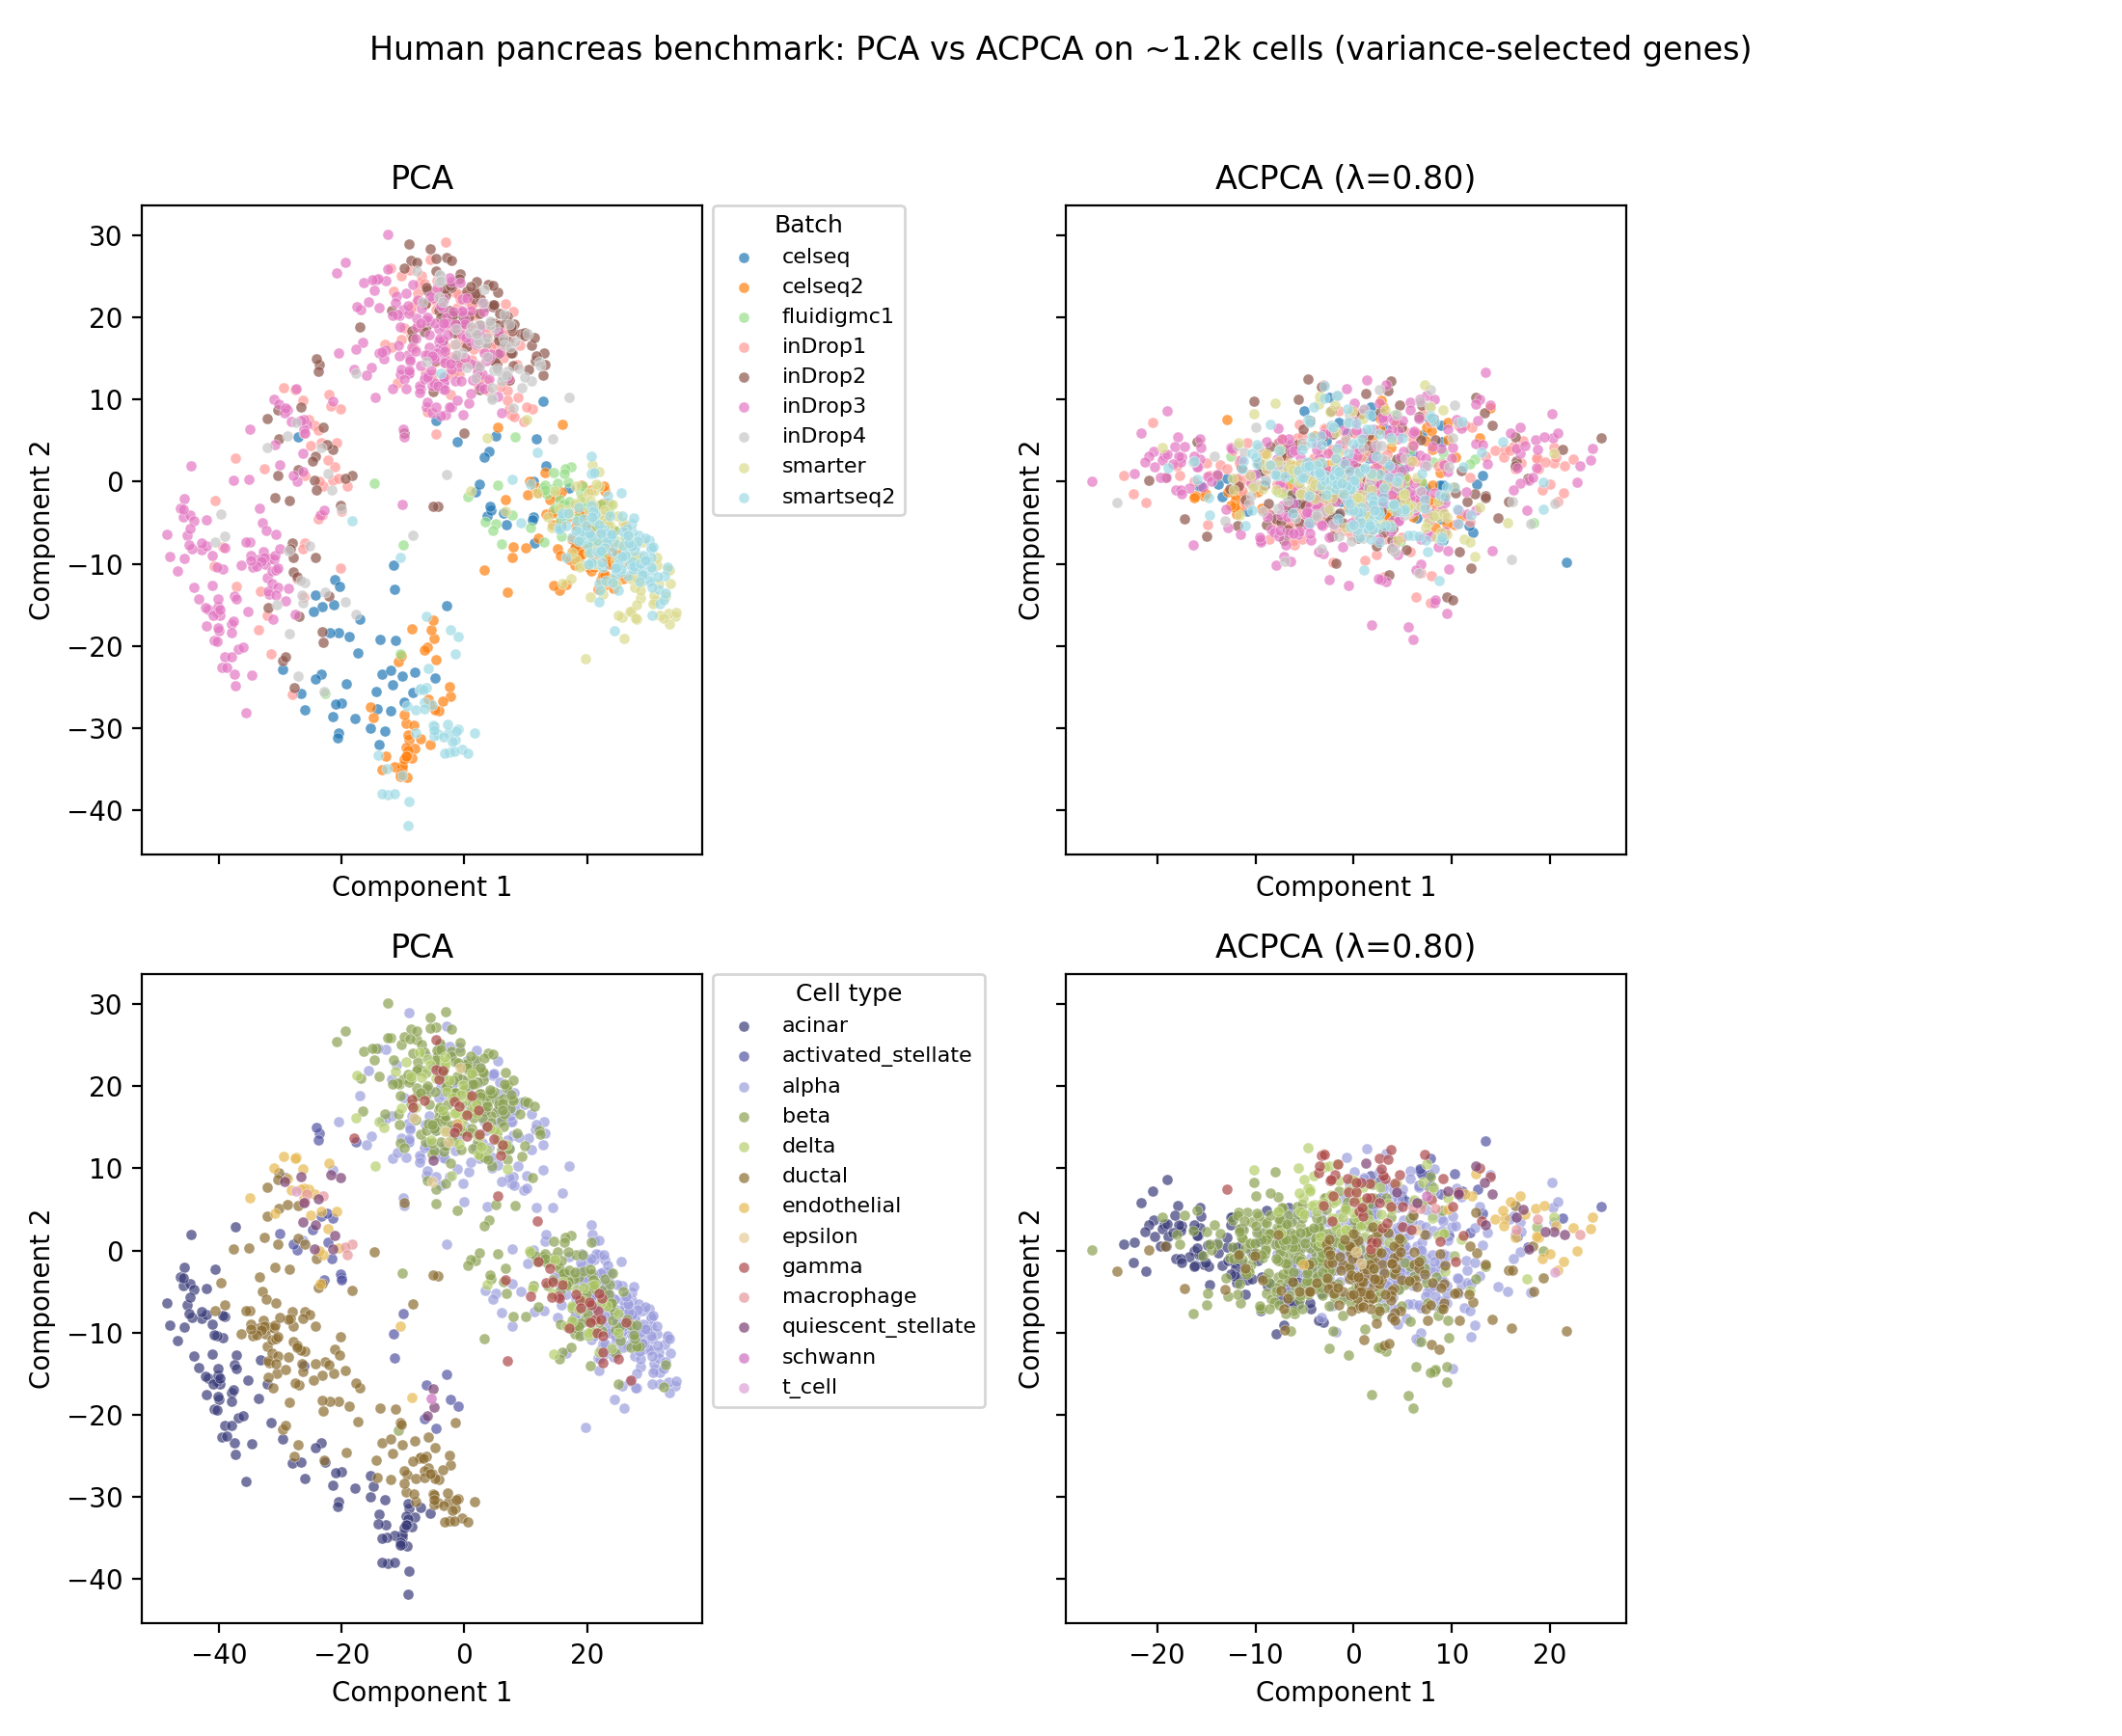 Human pancreas benchmark: PCA vs ACPCA on ~1.2k cells (variance-selected genes)
PCA
30
20
10
0
−10
−20
−30
−40
Component 2
Component 1
Batch
celseq
celseq2
fluidigmc1
inDrop1
inDrop2
inDrop3
inDrop4
smarter
smartseq2
ACPCA (λ=0.80)
Component 2
Component 1
PCA
30
20
10
0
−10
−20
−30
−40
Component 2
−40 −20 0 20
Component 1
Cell type
acinar
activated_stellate
alpha
beta
delta
ductal
endothelial
epsilon
gamma
macrophage
quiescent_stellate
schwann
t_cell
ACPCA (λ=0.80)
Component 2
−20 −10 0 10 20
Component 1